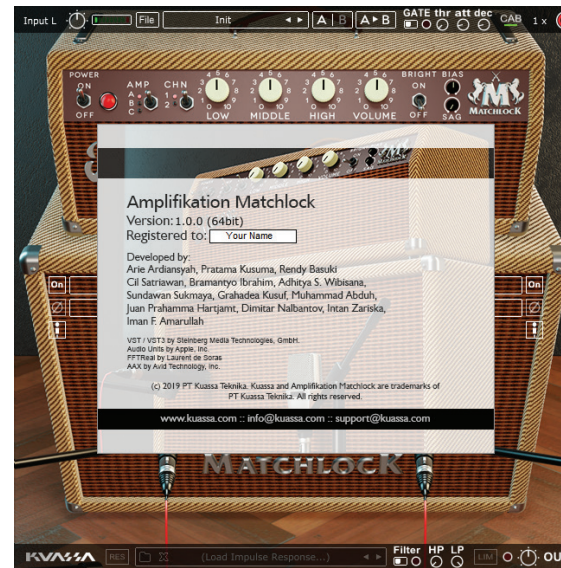 Input L File Init A B A ▸ B GATE thr att dec CAB 1 x
POWER AMP CHN BRIGHT BIAS
ON A 1 ON
B 2
OFF C LOW MIDDLE HIGH VOLUME OFF SAG MATCHLOCK
Amplifikation Matchlock
Version: 1.0.0 (64bit)
Registered to: Your Name
Developed by:
Arie Ardiansyah, Pratama Kusuma, Rendy Basuki
Cil Satriawan, Bramantyo Ibrahim, Adhitya S. Wibisana,
Sundawan Sukmaya, Grahadea Kusuf, Muhammad Abduh,
Juan Prahamma Hartjamt, Dimitar Nalbantov, Intan Zariska,
Iman F. Amarullah
On On
VST / VST3 by Steinberg Media Technologies, GmbH.
Audio Units by Apple, Inc.
FFTReal by Laurent de Soras
AAX by Avid Technology, Inc.
(c) 2019 PT Kuassa Teknika. Kuassa and Amplifikation Matchlock are trademarks of
PT Kuassa Teknika. All rights reserved.
www.kuassa.com :: info@kuassa.com :: support@kuassa.com
MATCHLOCK
KUASSA RES (Load Impulse Response...) Filter HP LP LIM OU